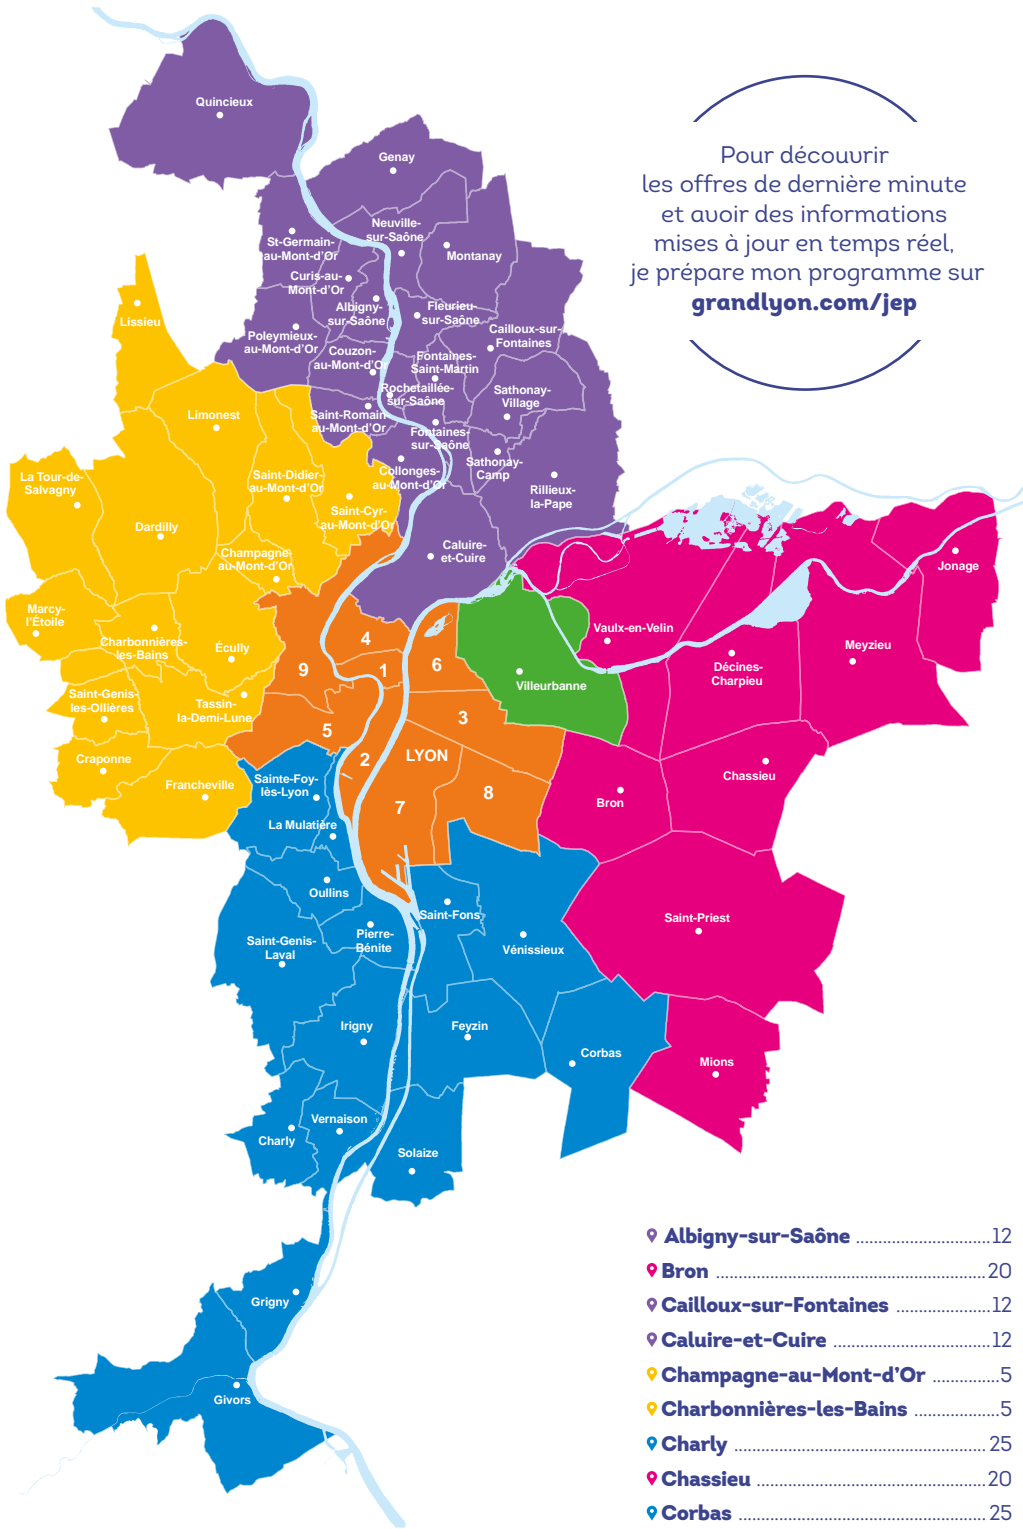 Quincieux
Genay
Neuville-
sur-Saône
St-Germain-
au-Mont-d'Or
Montanay
Curis-au-
Mont-d'Or
Albigny-
sur-Saône
Fleurieu-
sur-Saône
Poleymieux-
au-Mont-d'Or
Cailloux-sur-
Fontaines
Couzon-
au-Mont-d'Or
Fontaines-
Saint-Martin
Rochetaillée-
sur-Saône
Sathonay-
Village
Saint-Romain-
au-Mont-d'Or
Fontaines-
sur-Saône
Collonges-
au-Mont-d'Or
Sathonay-
Camp
Rillieux-
la-Pape
Caluire-
et-Cuire
Pour découvrir
les offres de dernière minute
et avoir des informations
mises à jour en temps réel,
je prépare mon programme sur
grandlyon.com/jep
Lissieu
Limonest
La Tour-de-
Salvagny
Saint-Didier-
au-Mont-d'Or
Saint-Cyr-
au-Mont-d'Or
Dardilly
Champagne-
au-Mont-d'Or
Marcy-
l'Étoile
Charbonnières-
les-Bains
Écully
Saint-Genis-
les-Ollières
Tassin-
la-Demi-Lune
Craponne
Francheville
4
1
6
9
5
3
2
LYON
7
8
Villeurbanne
Vaulx-en-Velin
Décines-
Charpieu
Meyzieu
Jonage
Chassieu
Bron
Saint-Priest
Mions
Sainte-Foy-
lès-Lyon
La Mulatière
Oullins
Saint-Fons
Pierre-
Bénite
Saint-Genis-
Laval
Vénissieux
Irigny
Feyzin
Corbas
Vernaison
Charly
Solaize
Grigny
Givors
Albigny-sur-Saône ................................12
Bron ................................................................20
Cailloux-sur-Fontaines ...........................12
Caluire-et-Cuire ..........................................12
Champagne-au-Mont-d'Or ................5
Charbonnières-les-Bains ....................5
Charly ............................................................25
Chassieu .......................................................20
Corbas ...........................................................25